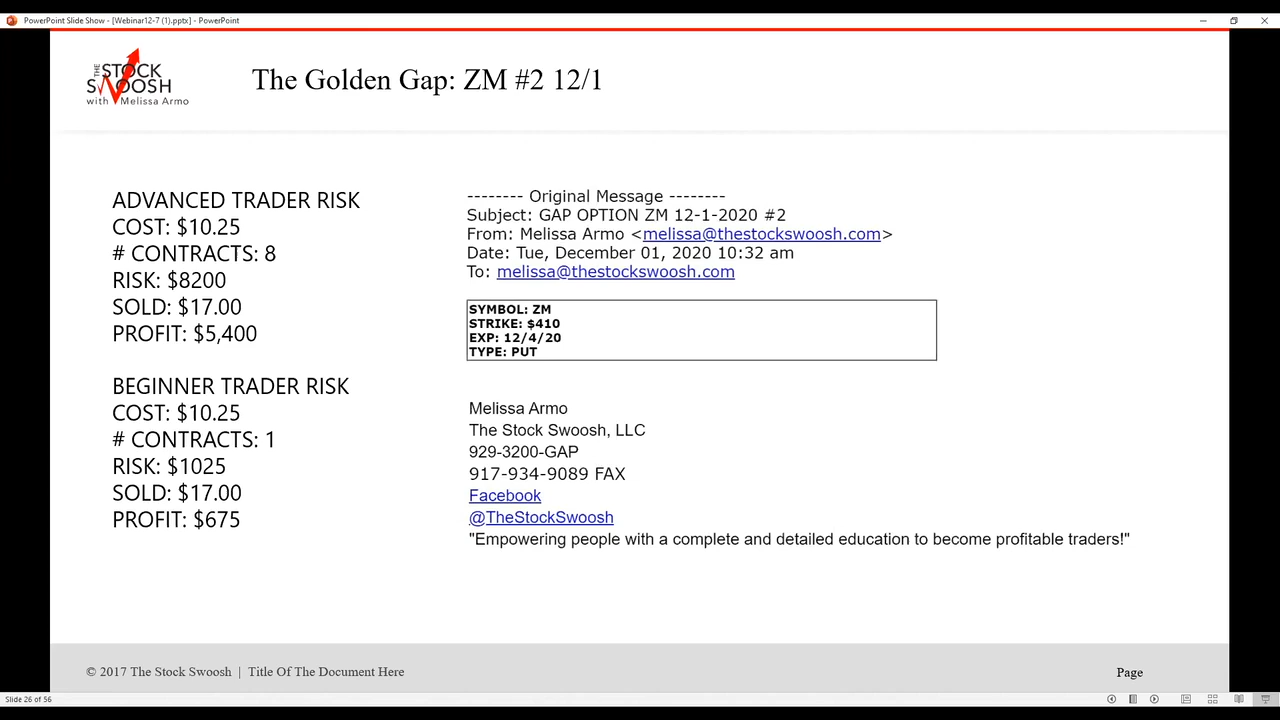 PowerPoint Slide Show - [Webinar12-7 (1).pptx] - PowerPoint
THE
STOCK
SWOOSH
with Melissa Armo
The Golden Gap: ZM #2 12/1
ADVANCED TRADER RISK
COST: $10.25
# CONTRACTS: 8
RISK: $8200
SOLD: $17.00
PROFIT: $5,400
BEGINNER TRADER RISK
COST: $10.25
# CONTRACTS: 1
RISK: $1025
SOLD: $17.00
PROFIT: $675
-------- Original Message --------
Subject: GAP OPTION ZM 12-1-2020 #2
From: Melissa Armo <melissa@thestockswoosh.com>
Date: Tue, December 01, 2020 10:32 am
To: melissa@thestockswoosh.com
SYMBOL: ZM
STRIKE: $410
EXP: 12/4/20
TYPE: PUT
Melissa Armo
The Stock Swoosh, LLC
929-3200-GAP
917-934-9089 FAX
Facebook
@TheStockSwoosh
"Empowering people with a complete and detailed education to become profitable traders!"
© 2017 The Stock Swoosh | Title Of The Document Here
Page
Slide 26 of 56